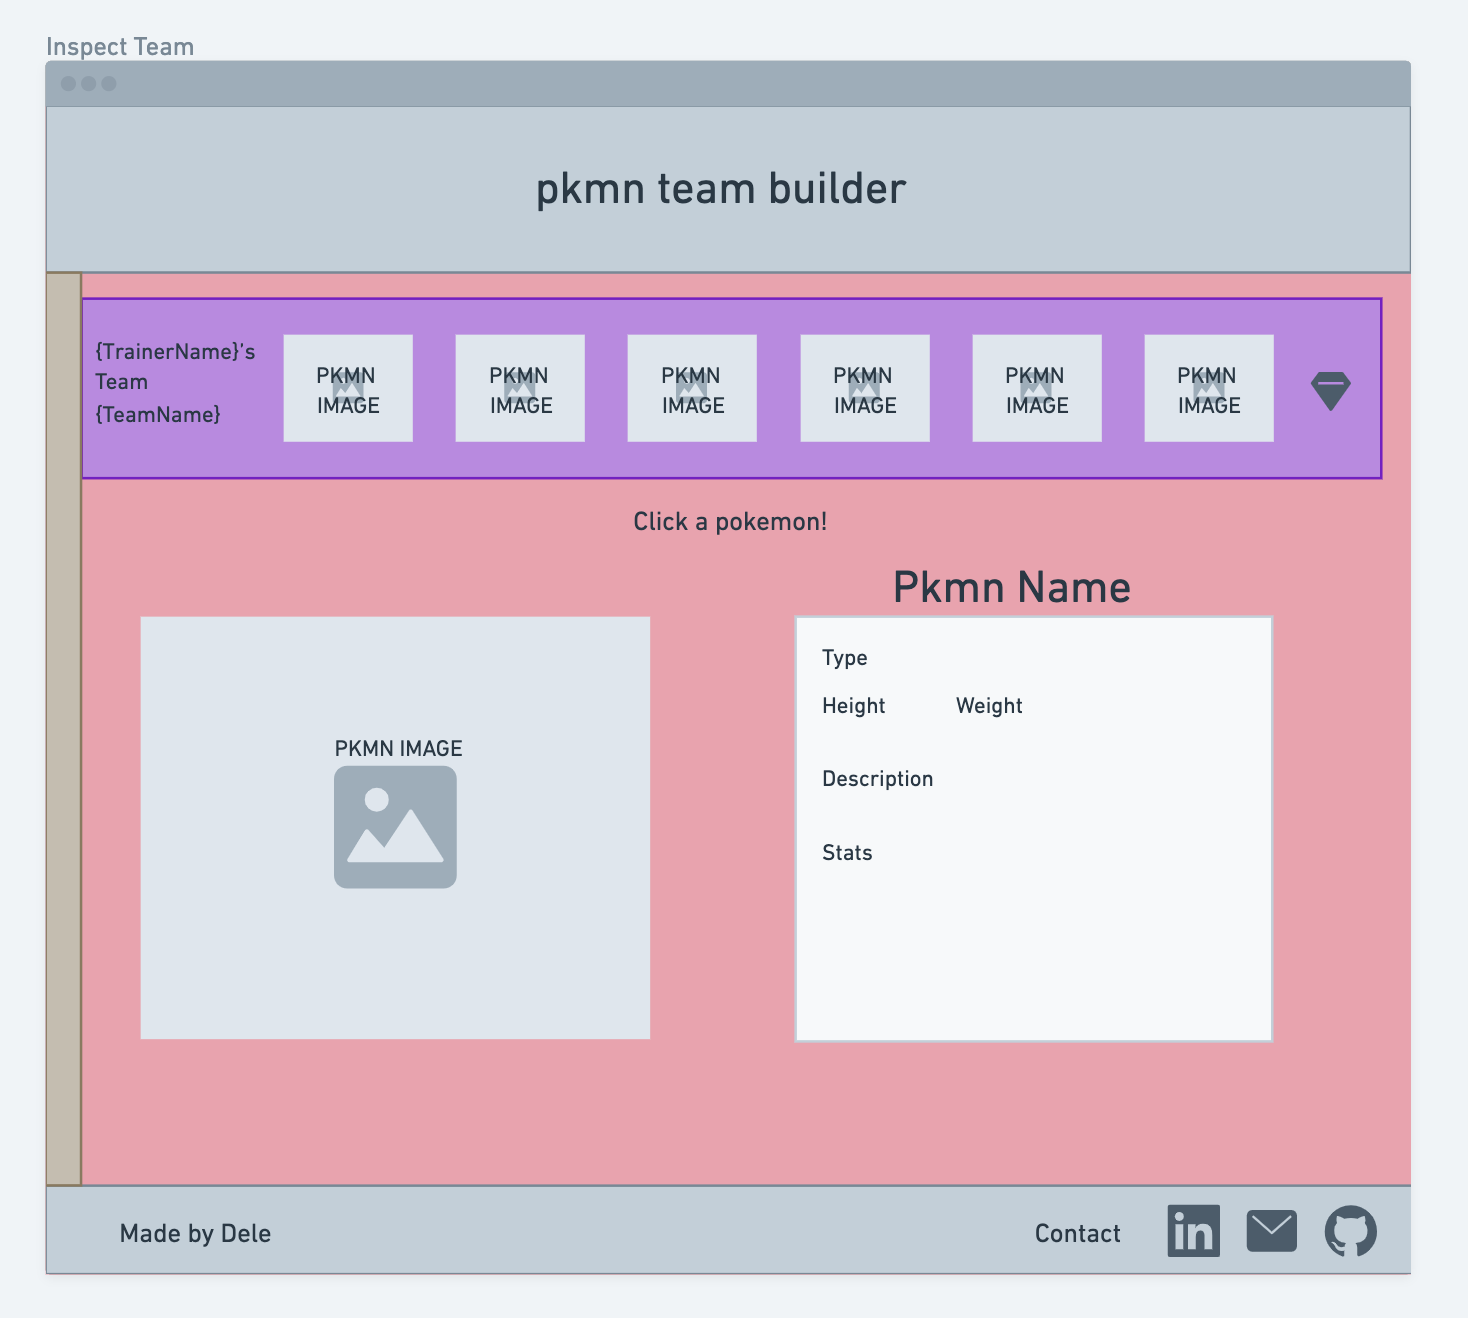 Inspect Team
pkmn team builder
{TrainerName}’s
Team
{TeamName}
PKMN
IMAGE
PKMN
IMAGE
PKMN
IMAGE
PKMN
IMAGE
PKMN
IMAGE
PKMN
IMAGE
Click a pokemon!
PKMN IMAGE
Pkmn Name
Type
Height Weight
Description
Stats
Made by Dele
Contact
in